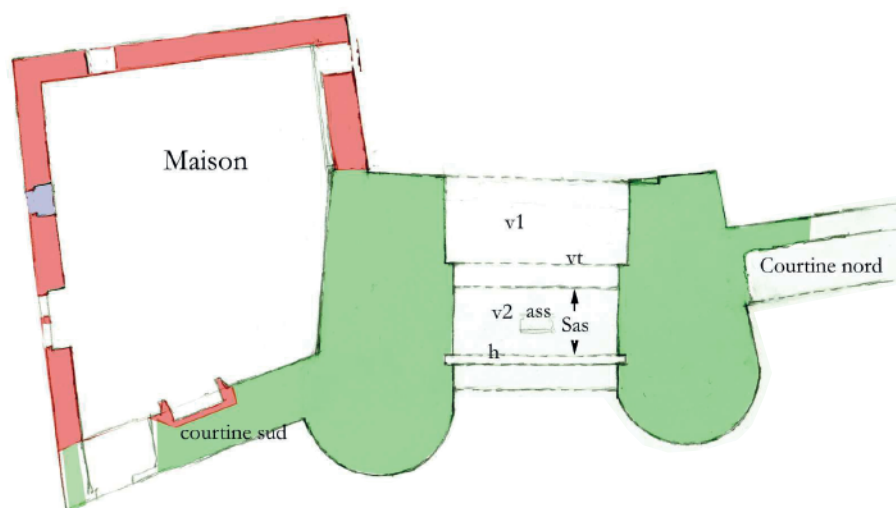 Maison
v1
vt
Courtine nord
v2 ass
Sas
h
courtine sud